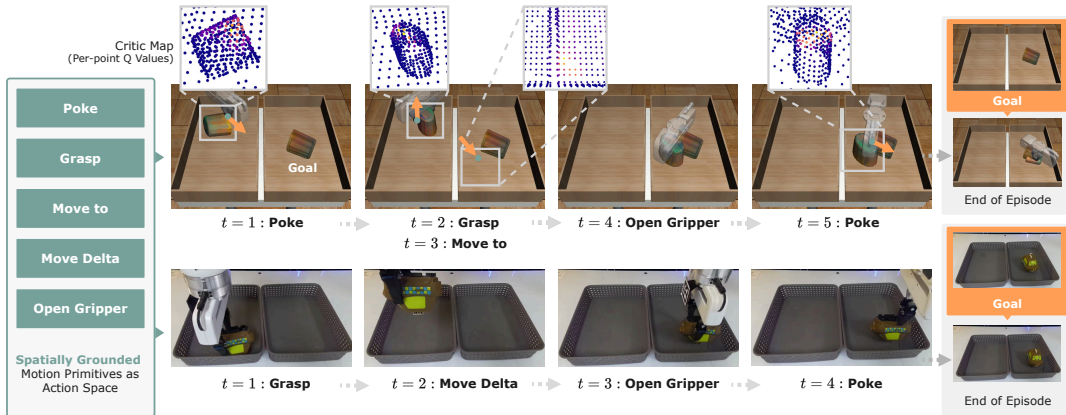 Critic Map
(Per-point Q Values)
Poke
Grasp
Move to
Move Delta
Open Gripper
Spatially Grounded
Motion Primitives as
Action Space
Goal
t = 1 : Poke
t = 2 : Grasp
t = 3 : Move to
t = 4 : Open Gripper
t = 5 : Poke
Goal
End of Episode
t = 1 : Grasp
t = 2 : Move Delta
t = 3 : Open Gripper
t = 4 : Poke
Goal
End of Episode